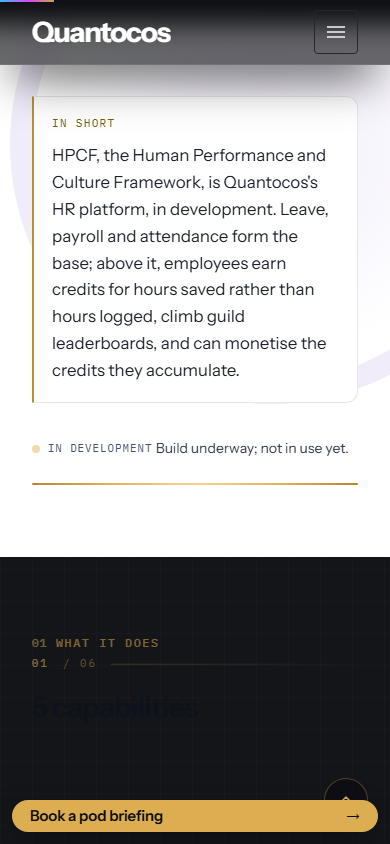 Quantocos
IN SHORT
HPCF, the Human Performance and
Culture Framework, is Quantocos's
HR platform, in development. Leave,
payroll and attendance form the
base; above it, employees earn
credits for hours saved rather than
hours logged, climb guild
leaderboards, and can monetise the
credits they accumulate.
IN DEVELOPMENT Build underway; not in use yet.
01 WHAT IT DOES
01 / 06
5 capabilities
Book a pod briefing →